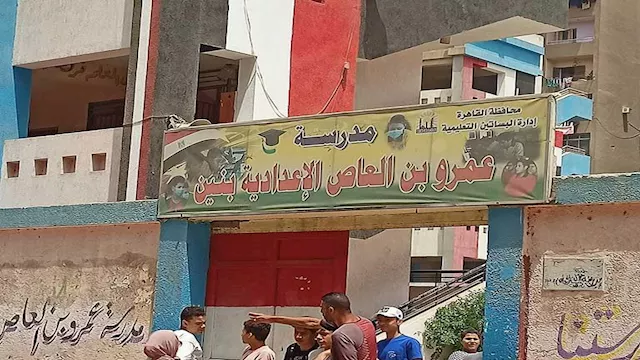 محافظة القاهرة
إدارة البساتين التعليمية
مدرسة
عمرو بن العاص الإعدادية بنين
مدرسة عمرو بن العاص